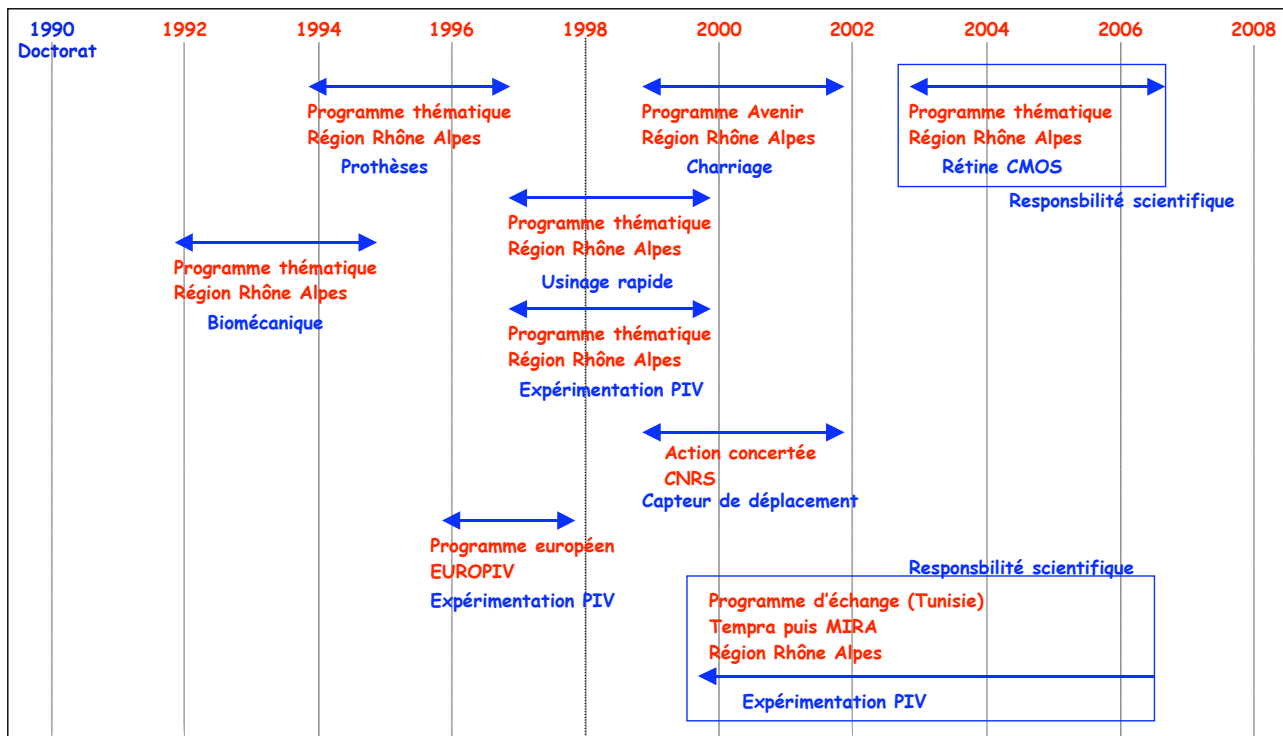 1990 1992 1994 1996 1998 2000 2002 2004 2006 2008
Doctorat
Programme thématique
Région Rhône Alpes
Prothèses
Programme Avenir
Région Rhône Alpes
Charriage
Programme thématique
Région Rhône Alpes
Rétine CMOS
Responsbilité scientifique
Programme thématique
Région Rhône Alpes
Usinage rapide
Programme thématique
Région Rhône Alpes
Biomécanique
Programme thématique
Région Rhône Alpes
Expérimentation PIV
Action concertée
CNRS
Capteur de déplacement
Programme européen
EUROPIV
Expérimentation PIV
Responsbilité scientifique
Programme d'échange (Tunisie)
Tempra puis MIRA
Région Rhône Alpes
Expérimentation PIV